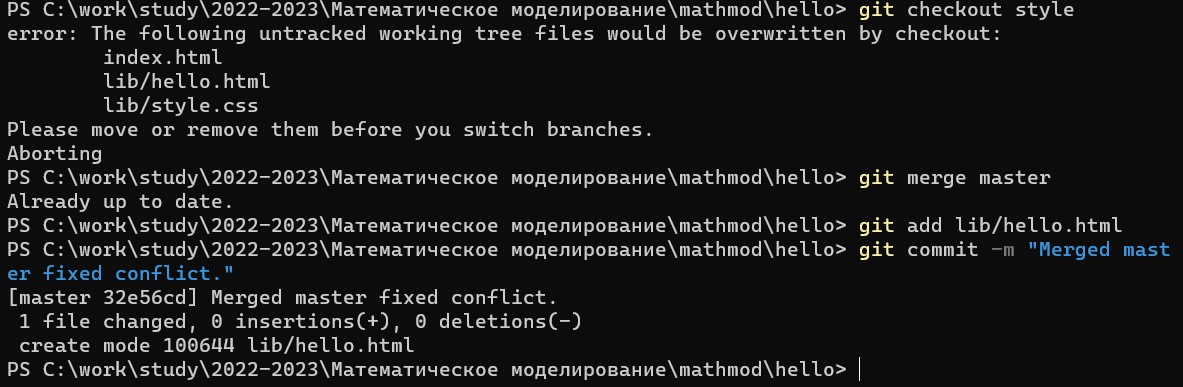 PS C:\work\study\2022-2023\Математическое моделирование\mathmod\hello> git checkout style
error: The following untracked working tree files would be overwritten by checkout:
        index.html
        lib/hello.html
        lib/style.css
Please move or remove them before you switch branches.
Aborting
PS C:\work\study\2022-2023\Математическое моделирование\mathmod\hello> git merge master
Already up to date.
PS C:\work\study\2022-2023\Математическое моделирование\mathmod\hello> git add lib/hello.html
PS C:\work\study\2022-2023\Математическое моделирование\mathmod\hello> git commit -m "Merged mast
er fixed conflict."
[master 32e56cd] Merged master fixed conflict.
 1 file changed, 0 insertions(+), 0 deletions(-)
 create mode 100644 lib/hello.html
PS C:\work\study\2022-2023\Математическое моделирование\mathmod\hello>